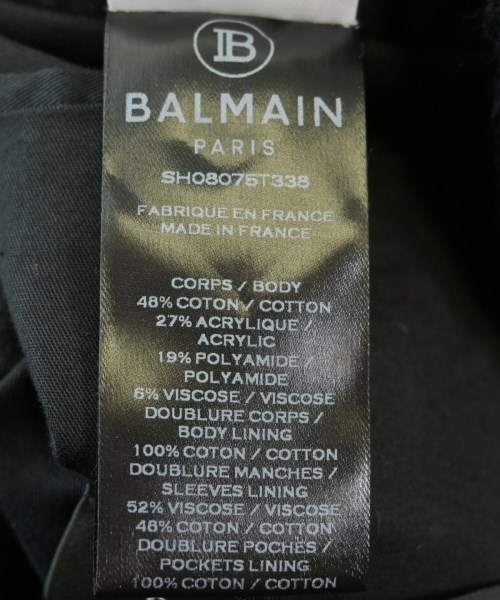 B
BALMAIN
PARIS
SH08075T338
FABRIQUE EN FRANCE
MADE IN FRANCE
CORPS / BODY
48% COTON / COTTON
27% ACRYLIQUE /
ACRYLIC
19% POLYAMIDE /
POLYAMIDE
6% VISCOSE / VISCOSE
DOUBLURE CORPS /
BODY LINING
100% COTON / COTTON
DOUBLURE MANCHES /
SLEEVES LINING
52% VISCOSE / VISCOSE
48% COTON / COTTON
DOUBLURE POCHES /
POCKETS LINING
100% COTON / COTTON